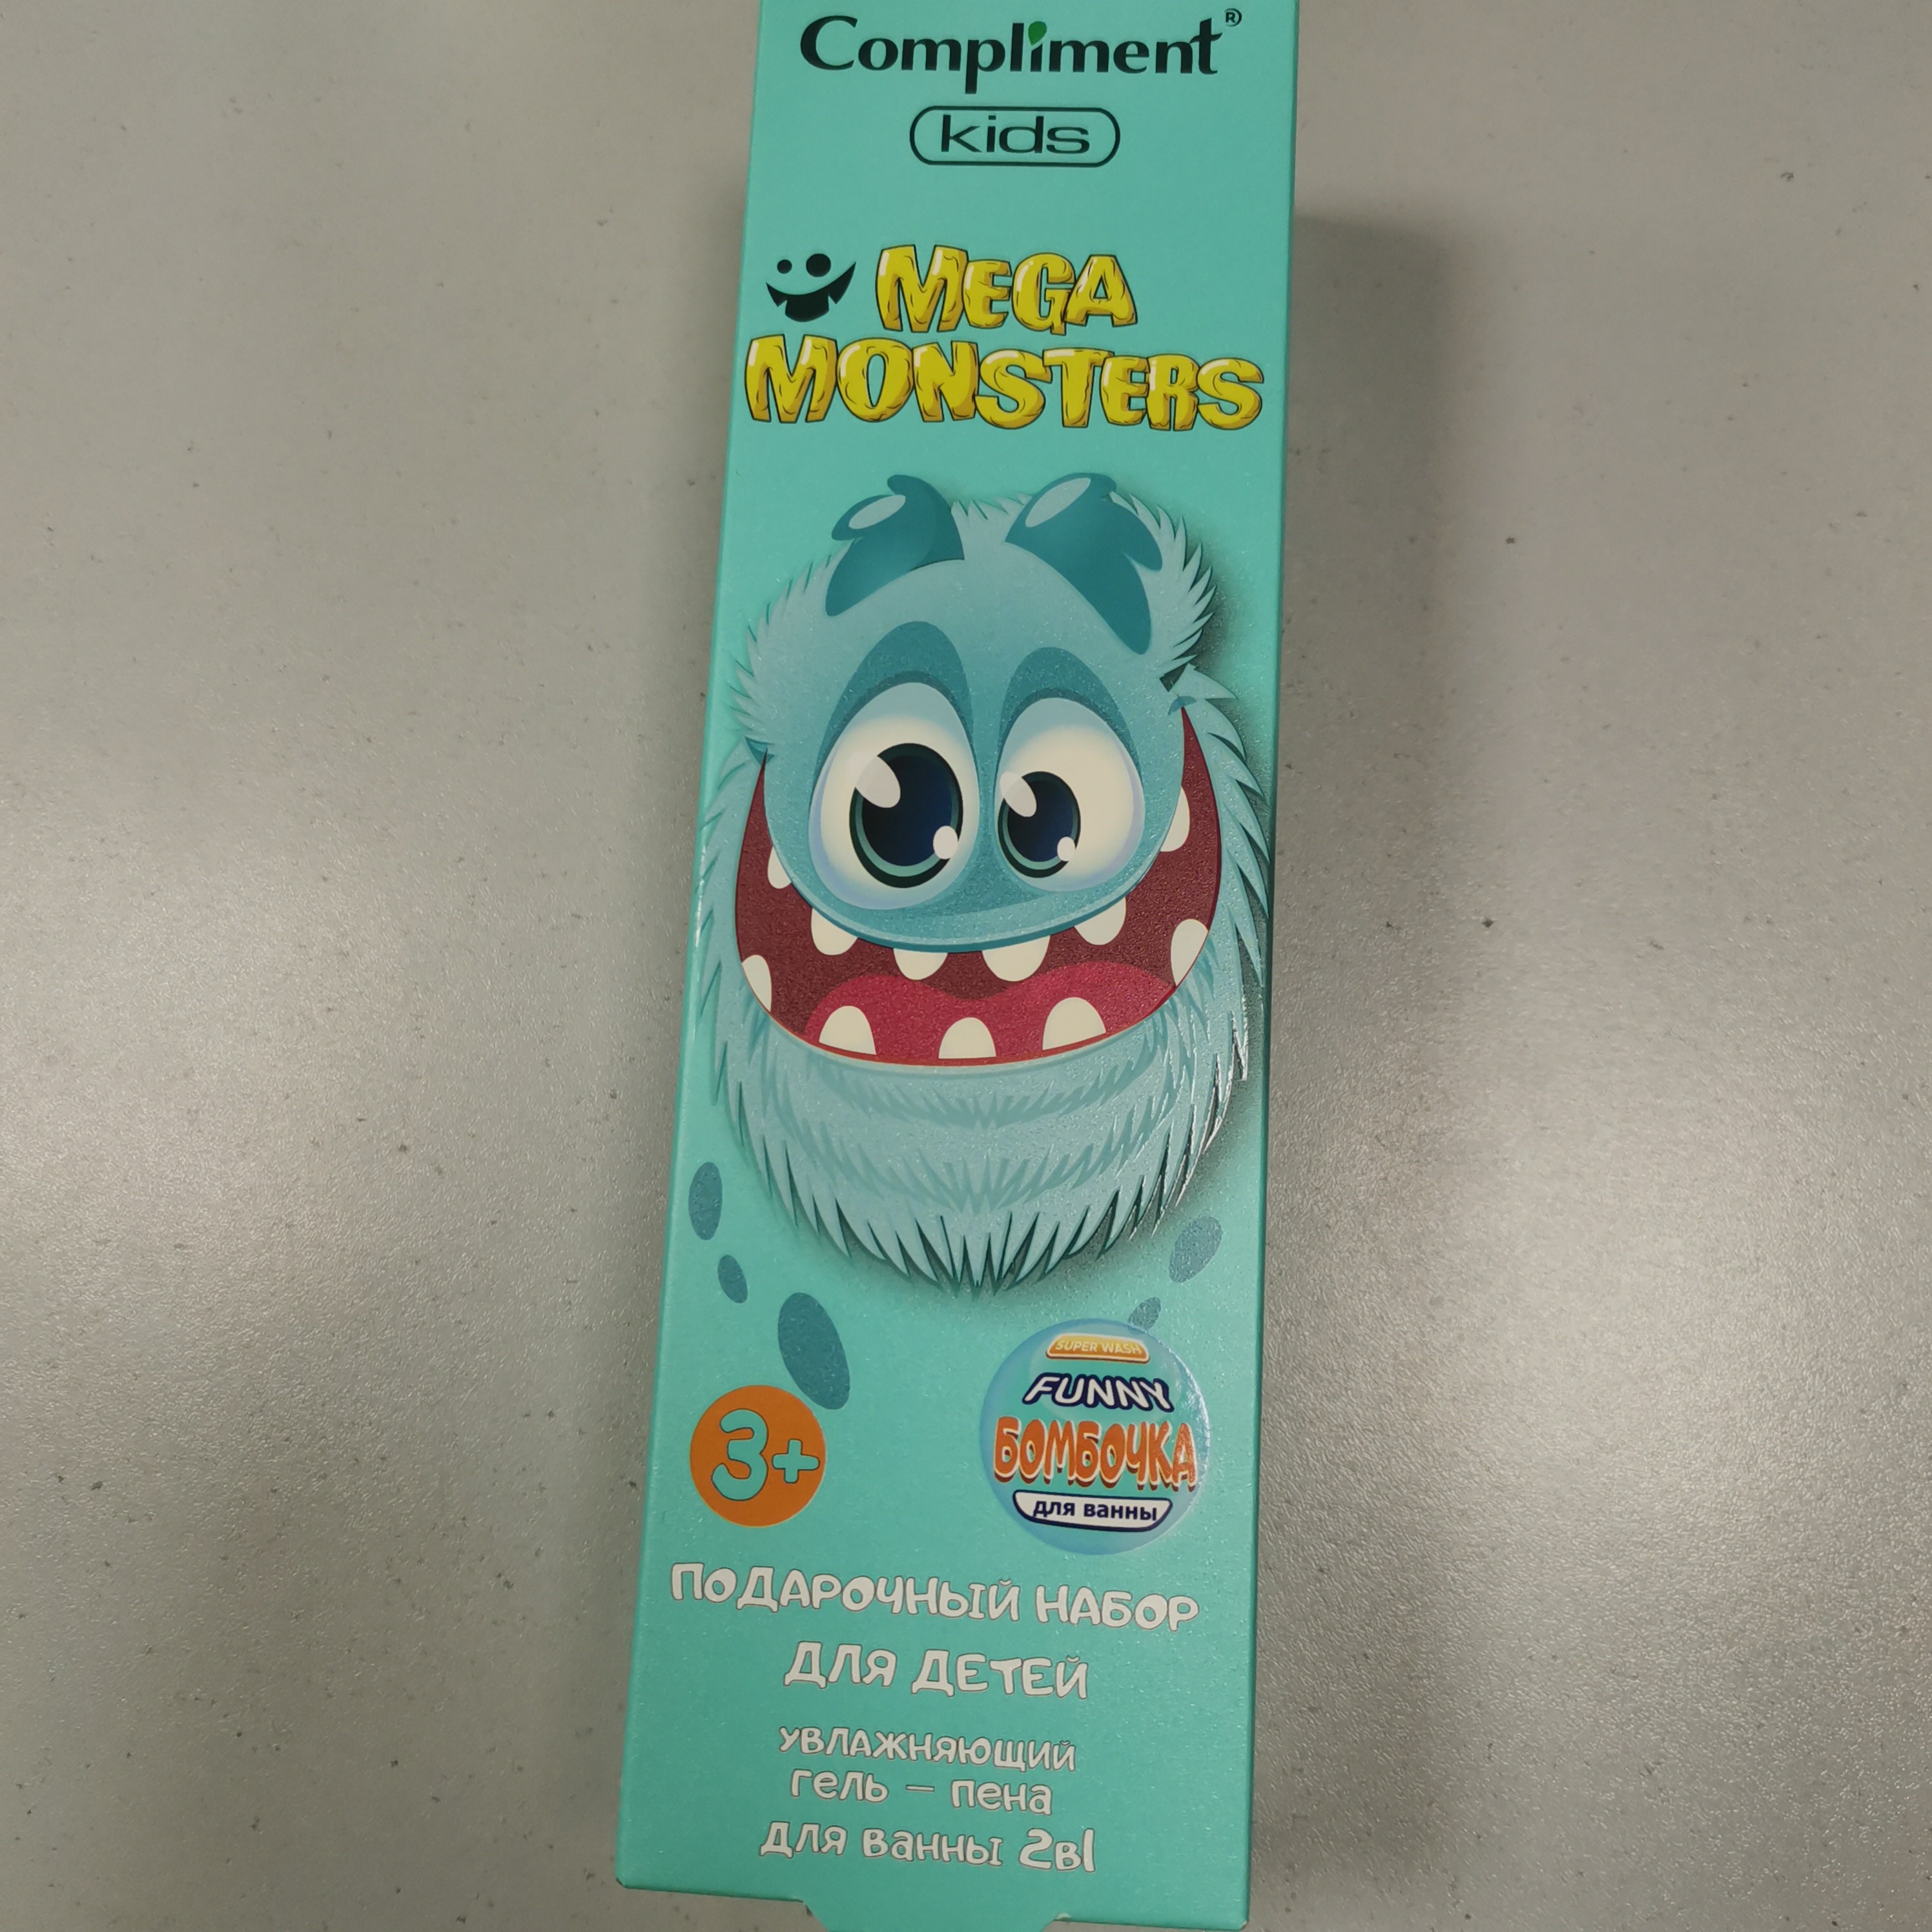 Compliment®
kids
MEGA
MONSTERS
SUPER WASH
FUNNY
БОМБОЧКА
для ванны
3+
ПОДАРОЧНЫЙ НАБОР
ДЛЯ ДЕТЕЙ
УВЛАЖНЯЮЩИЙ
гель – пена
для ванны 2в1